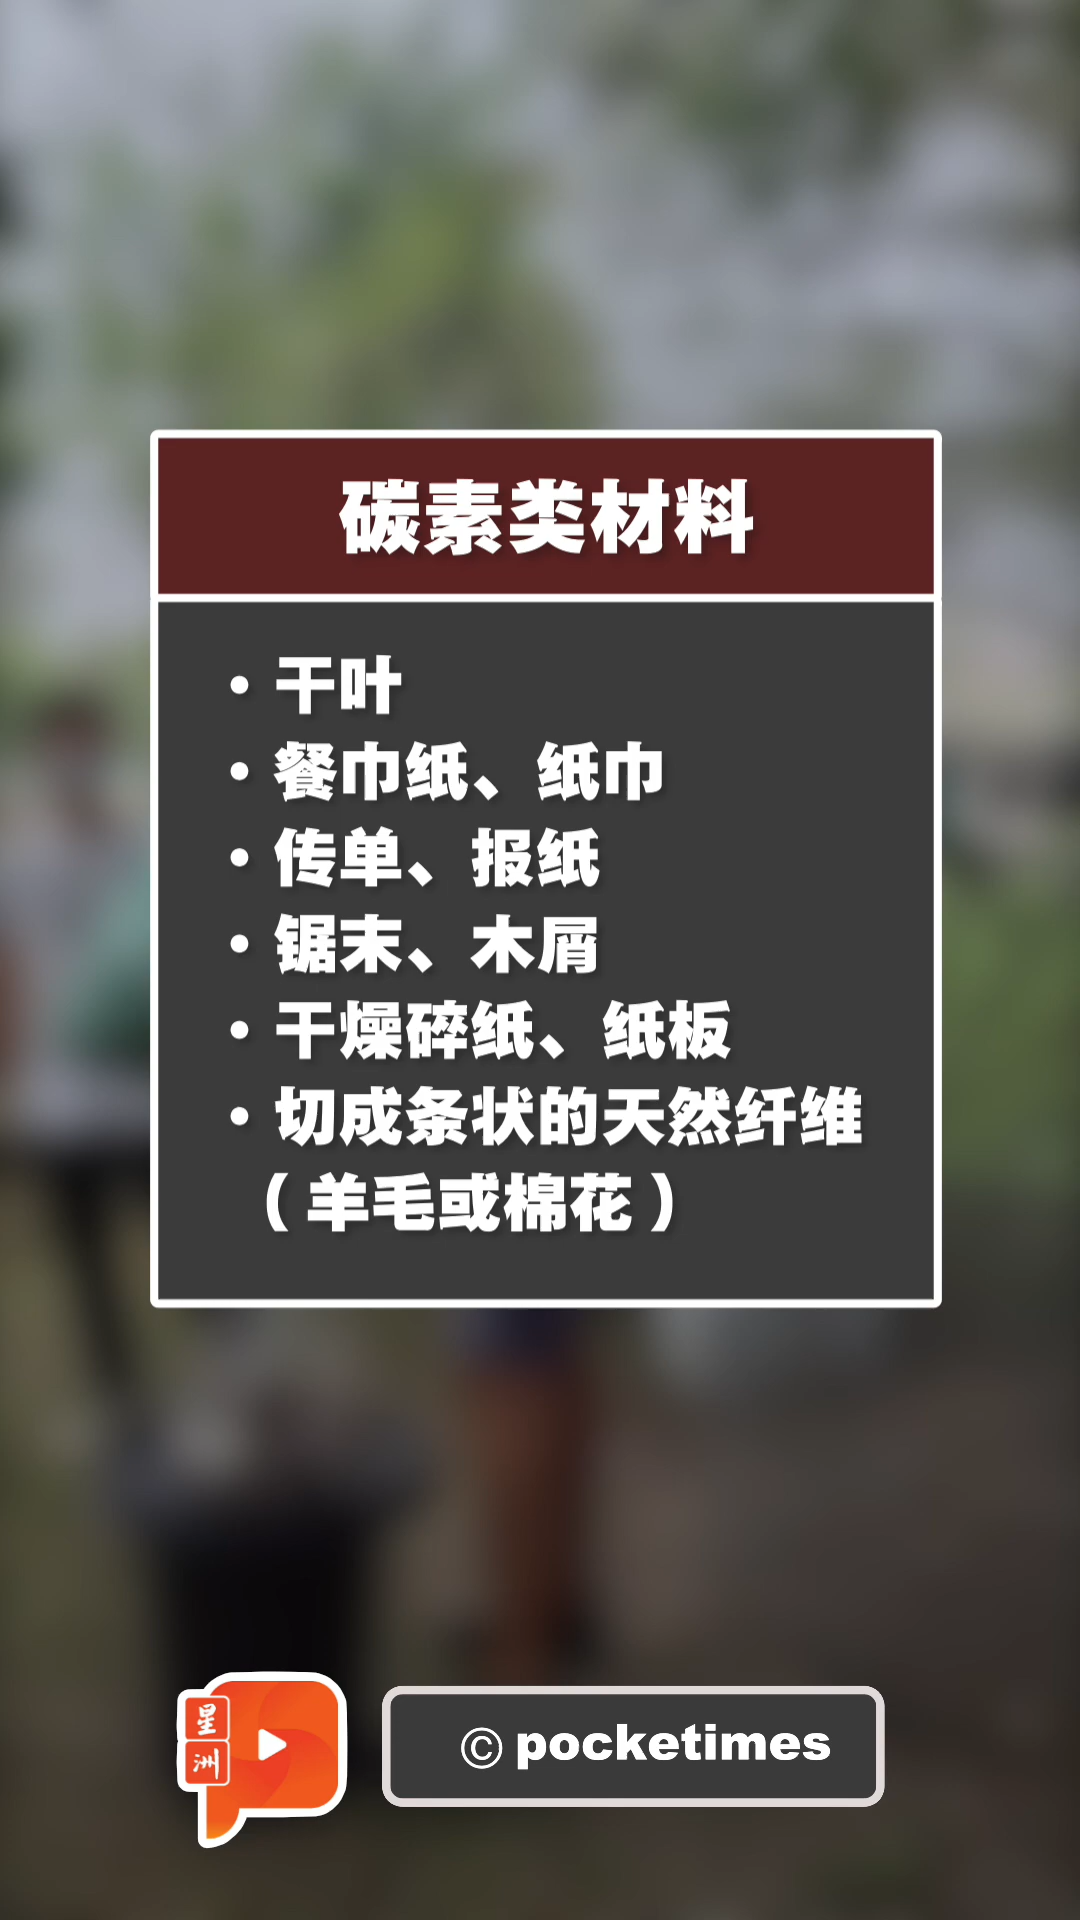 碳素类材料
• 干叶
• 餐巾纸、纸巾
• 传单、报纸
• 锯末、木屑
• 干燥碎纸、纸板
• 切成条状的天然纤维
（羊毛或棉花）
星洲
© pocketimes